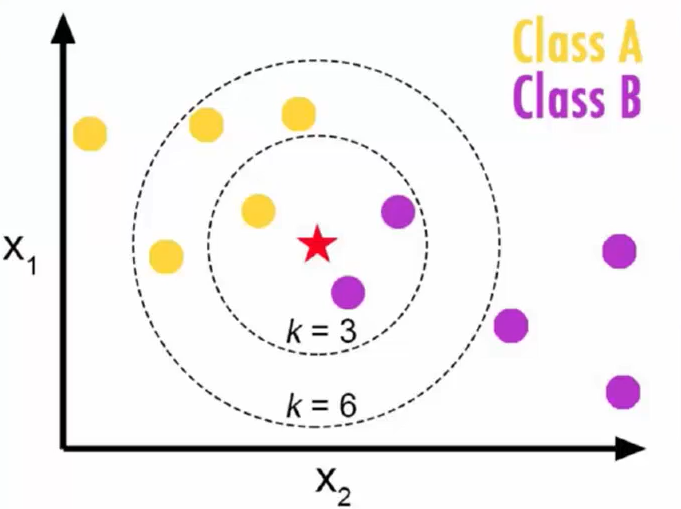 Class A
Class B
x₁
k = 3
k = 6
x₂